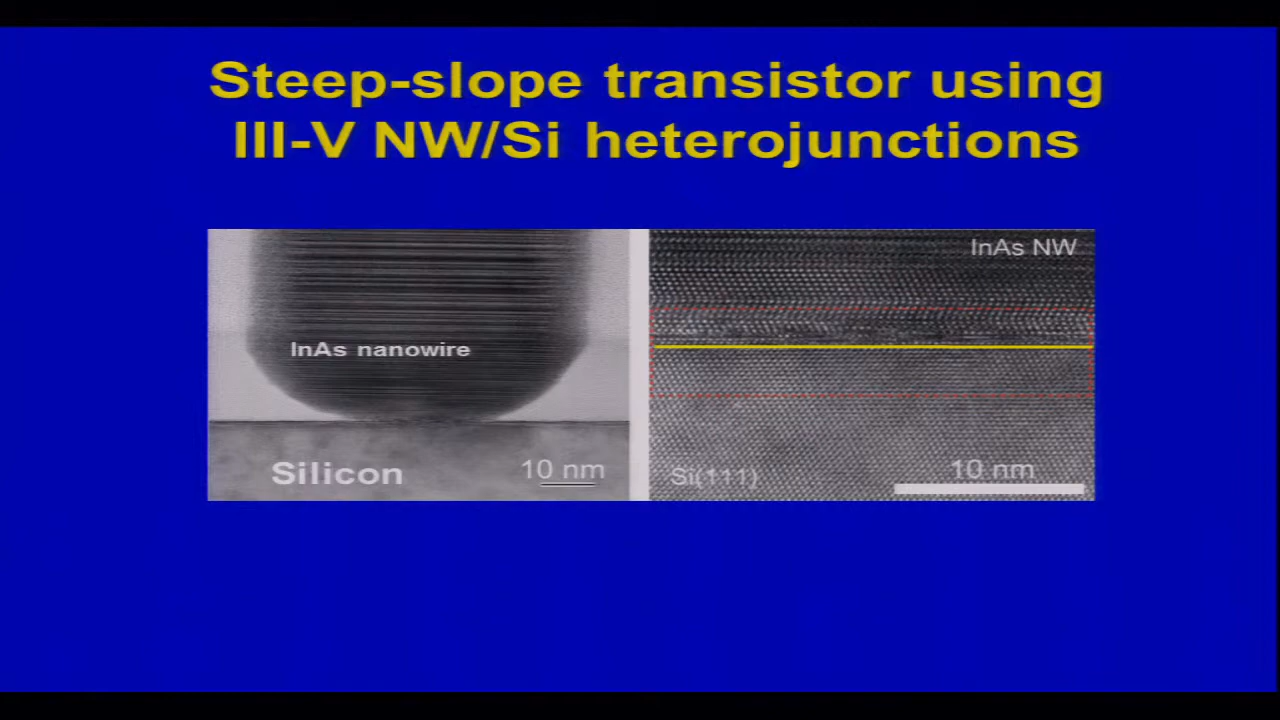 Steep-slope transistor using
III-V NW/Si heterojunctions
InAs nanowire
Silicon
10 nm
InAs NW
Si(111)
10 nm